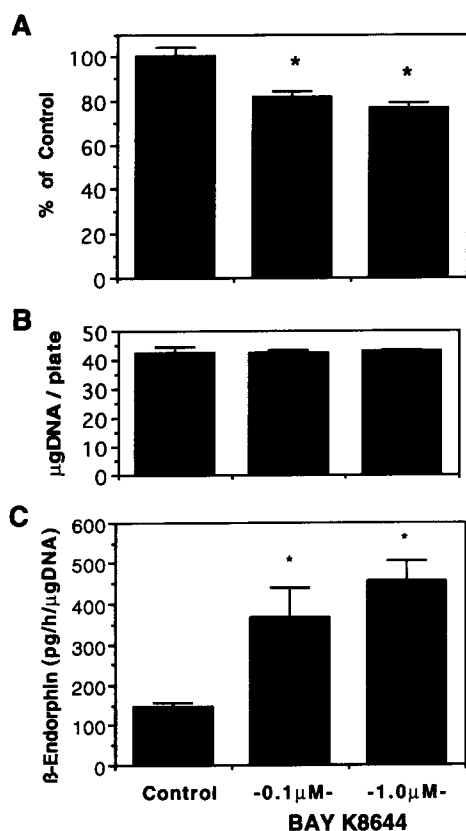 A
% of Control
100
80
60
40
20
0
*
*
B
µgDNA / plate
50
40
30
20
10
0
C
ß-Endorphin (pg/h/µgDNA)
600
500
400
300
200
100
0
*
*
Control
-0.1µM-
-1.0µM-
BAY K8644